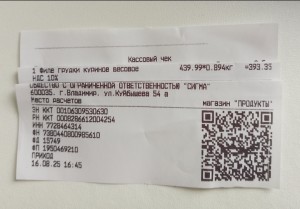 Кассовый чек
1 Филе грудки куриное весовое 439.99*0.894кг =393.35
НДС 10%
ОБЩЕСТВО С ОГРАНИЧЕННОЙ ОТВЕТСТВЕННОСТЬЮ "СИГМА"
600035, г.Владимир, ул.Куйбышева 54 а
Место расчетов магазин "ПРОДУКТЫ"
ЗН ККТ 00106309530630
РН ККТ 0008286612004254
ИНН 7728464314
ФН 7380440800985610
ФД 15749
ФП 1950469210
ПРИХОД
16.08.25 16:45